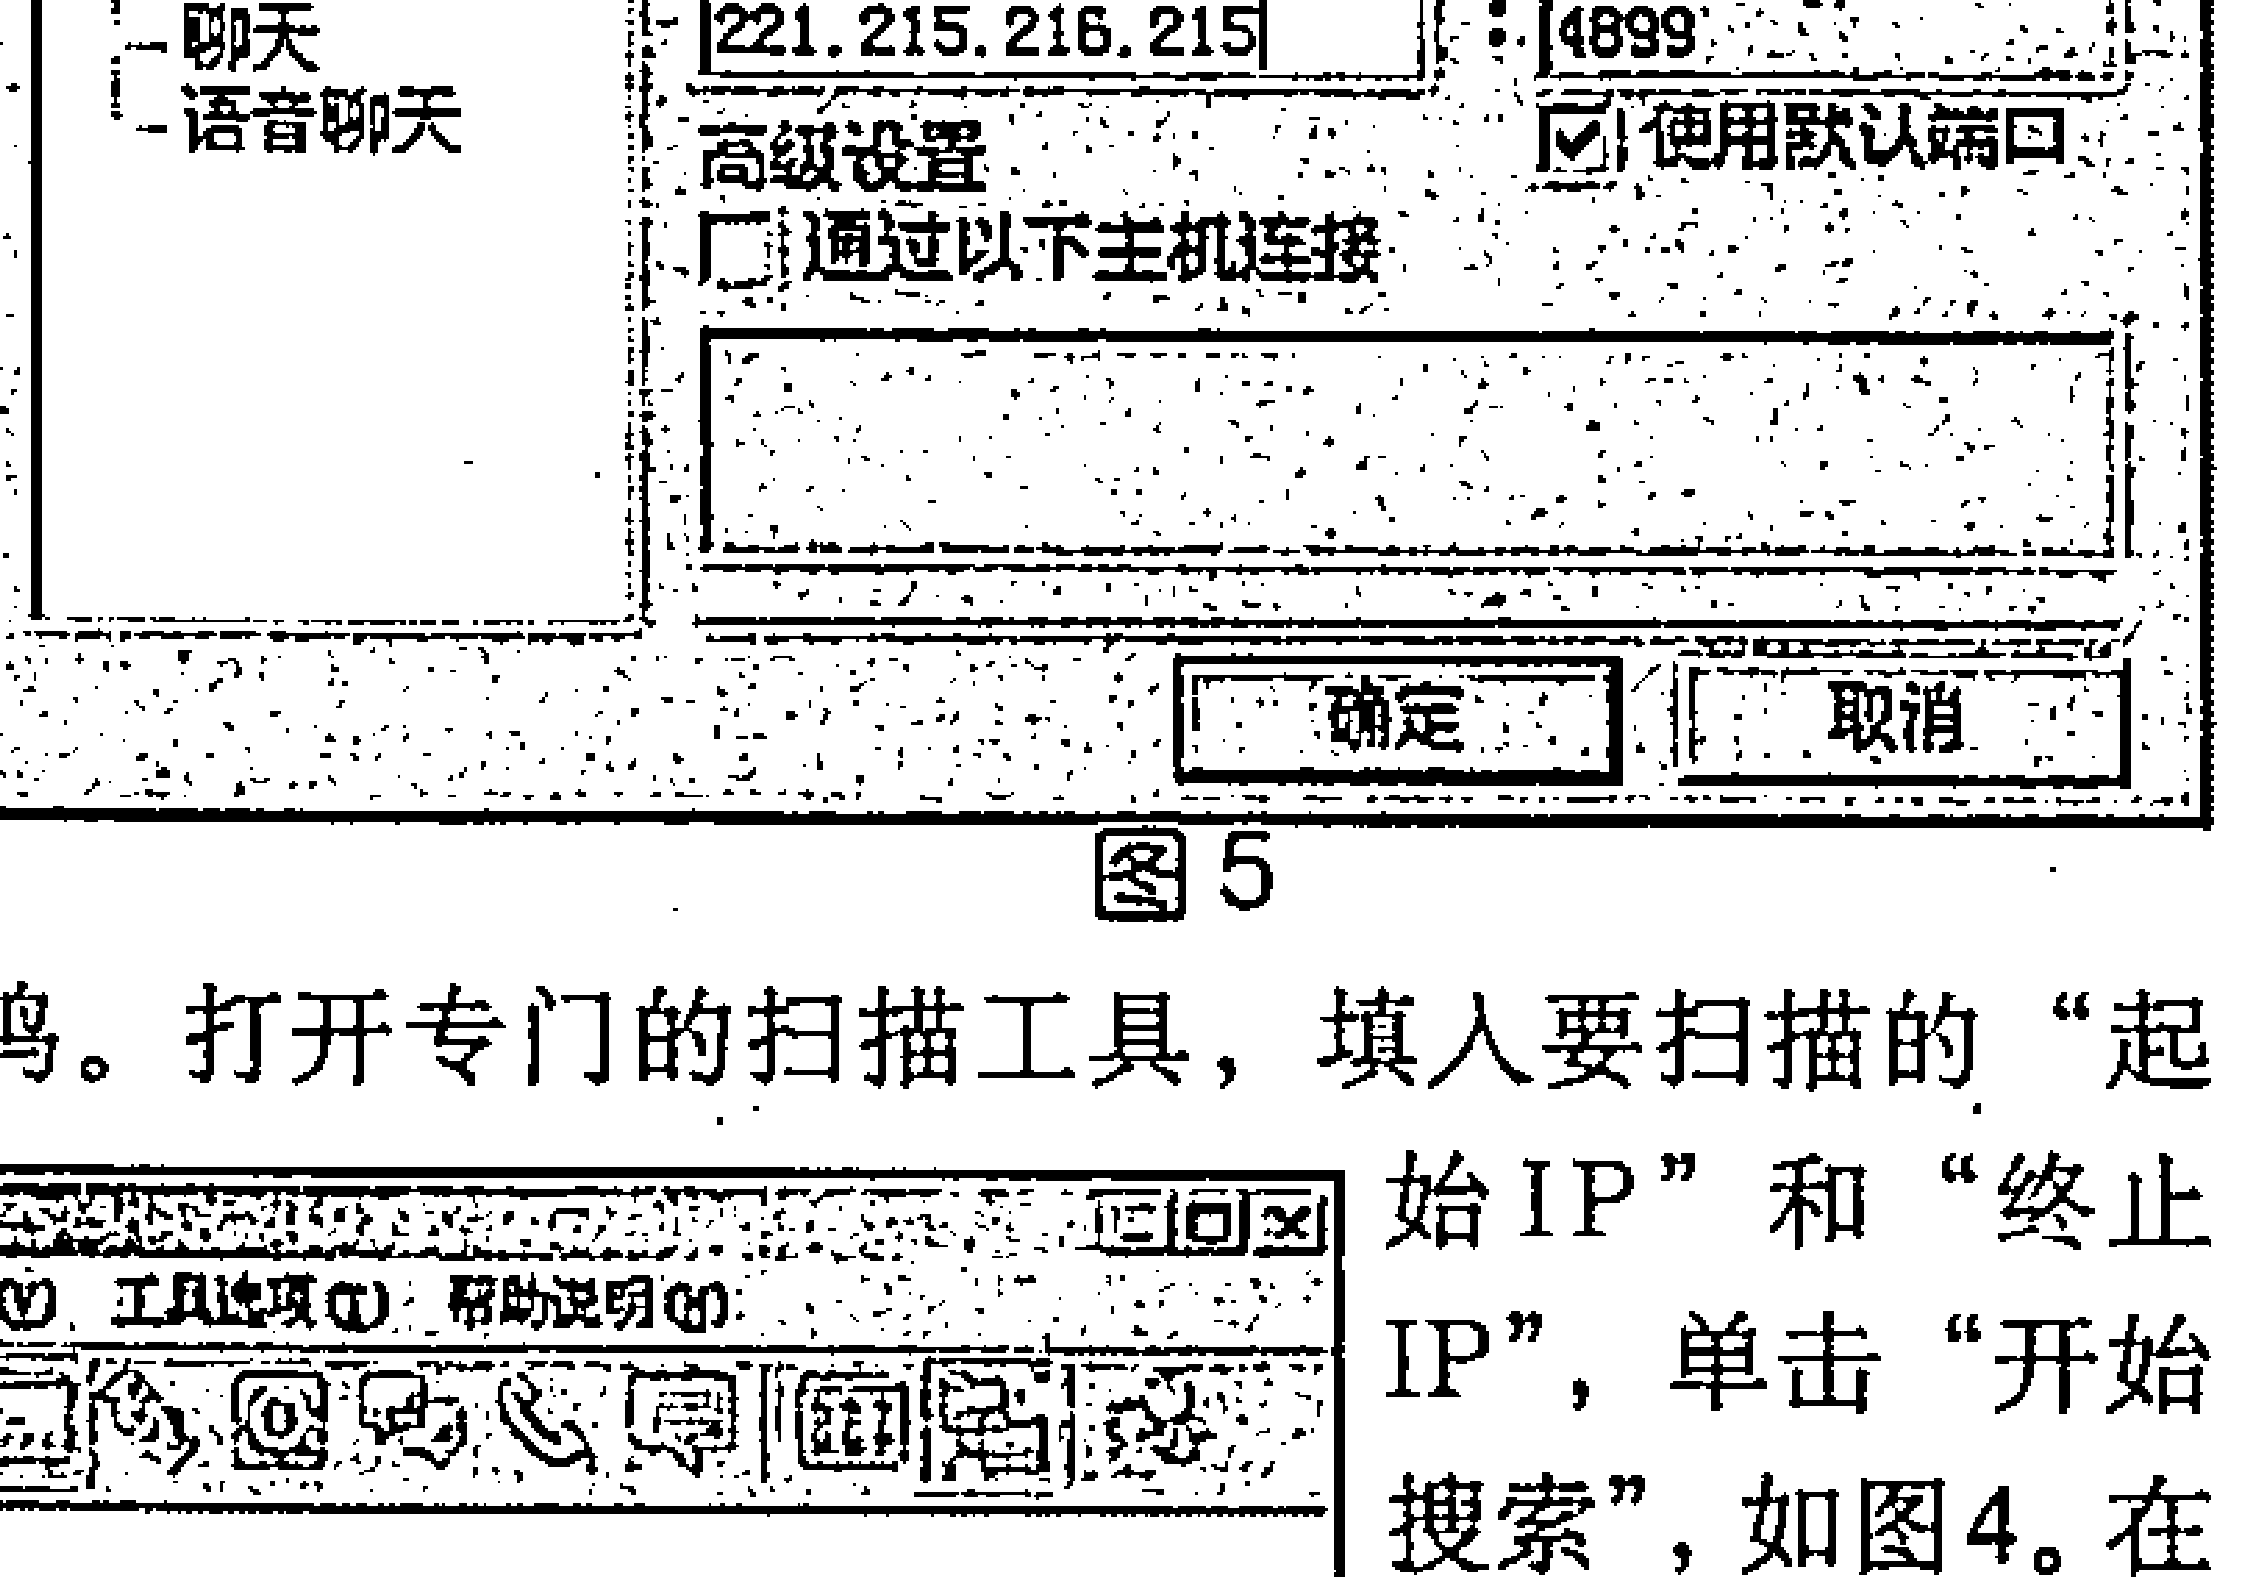 聊天
221.215.216.215
: 4899
语音聊天
高级设置
使用默认端口
通过以下主机连接
确定
取消
图 5
鸣。打开专门的扫描工具，填入要扫描的“起
始IP”和“终止
工具选项(T) 帮助说明
IP”，单击“开始
搜索”，如图4。在